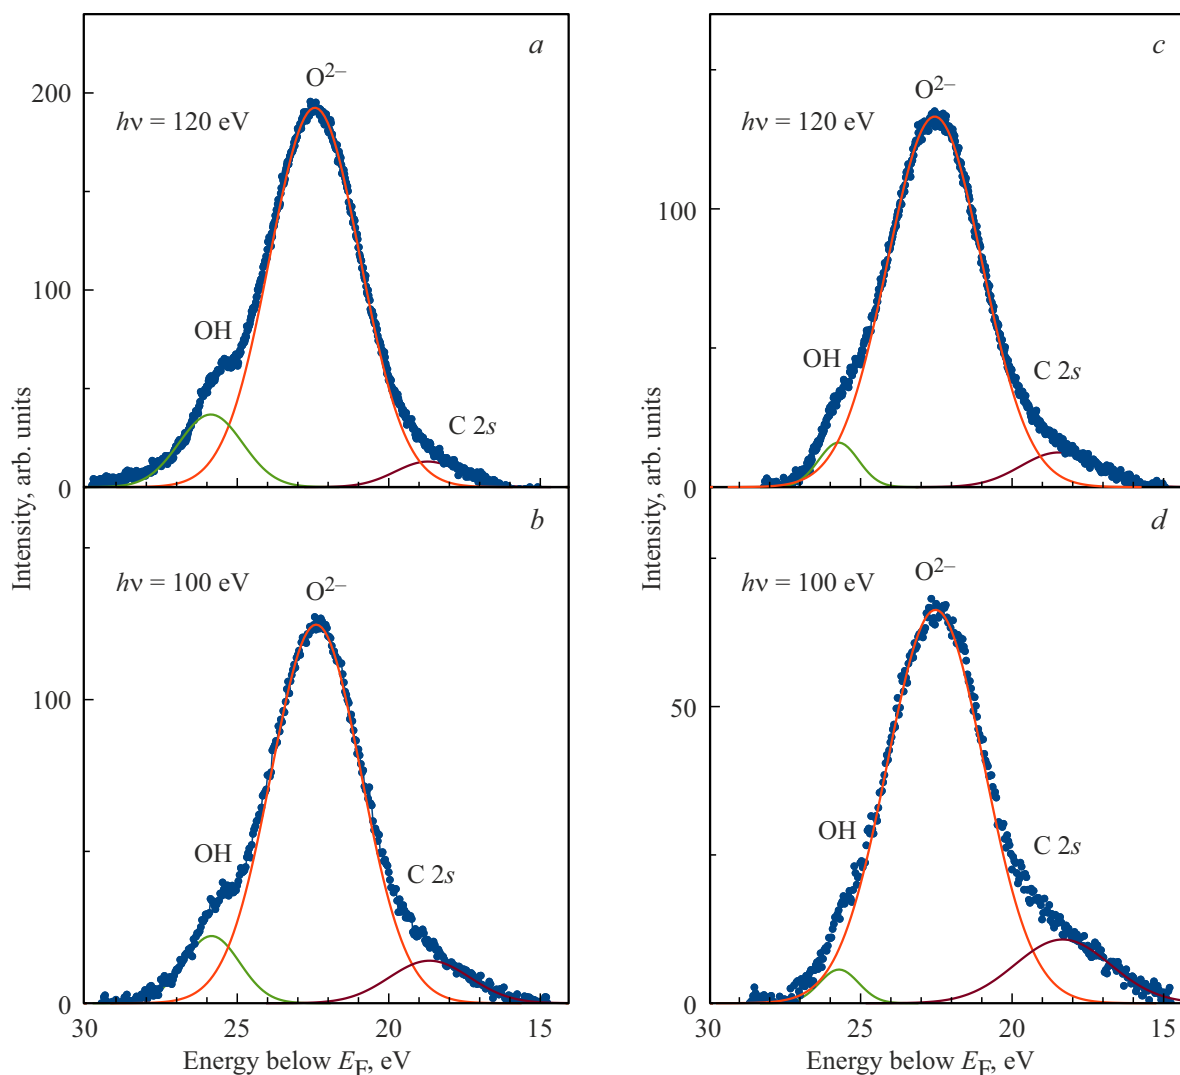 a
O2–
200
hν = 120 eV
100
OH
C 2s
0
Intensity, arb. units
b
O2–
hν = 100 eV
100
OH
C 2s
0
30 25 20 15
Energy below EF, eV
c
O2–
hν = 120 eV
100
OH
C 2s
0
Intensity, arb. units
d
O2–
hν = 100 eV
50
OH
C 2s
0
30 25 20 15
Energy below EF, eV